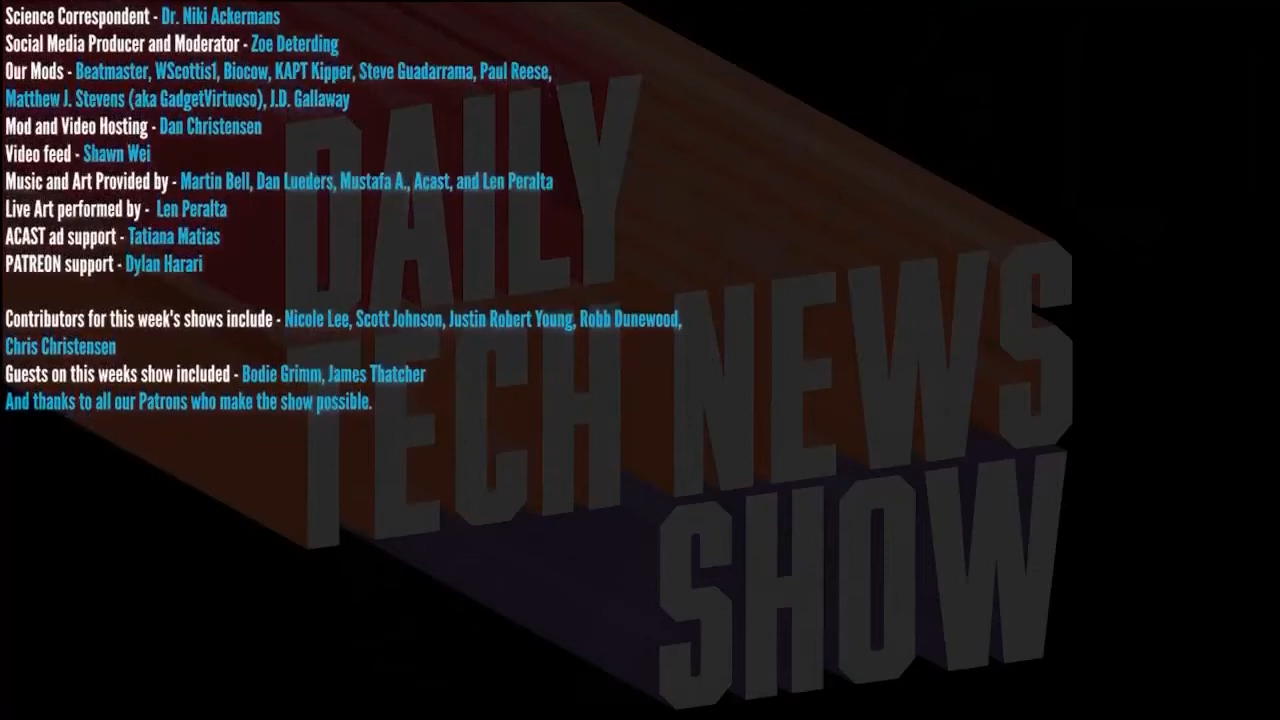 Science Correspondent - Dr. Niki Ackermans
Social Media Producer and Moderator - Zoe Deterding
Our Mods - Beatmaster, WScottis1, Biocow, KAPT Kipper, Steve Guadarrama, Paul Reese,
Matthew J. Stevens (aka GadgetVirtuoso), J.D. Gallaway
Mod and Video Hosting - Dan Christensen
Video feed - Shawn Wei
Music and Art Provided by - Martin Bell, Dan Lueders, Mustafa A., Acast, and Len Peralta
Live Art performed by - Len Peralta
ACAST ad support - Tatiana Matias
PATREON support - Dylan Harari
Contributors for this week's shows include - Nicole Lee, Scott Johnson, Justin Robert Young, Robb Dunewood,
Chris Christensen
Guests on this weeks show included - Bodie Grimm, James Thatcher
And thanks to all our Patrons who make the show possible.
DAILY
TECH NEWS
SHOW